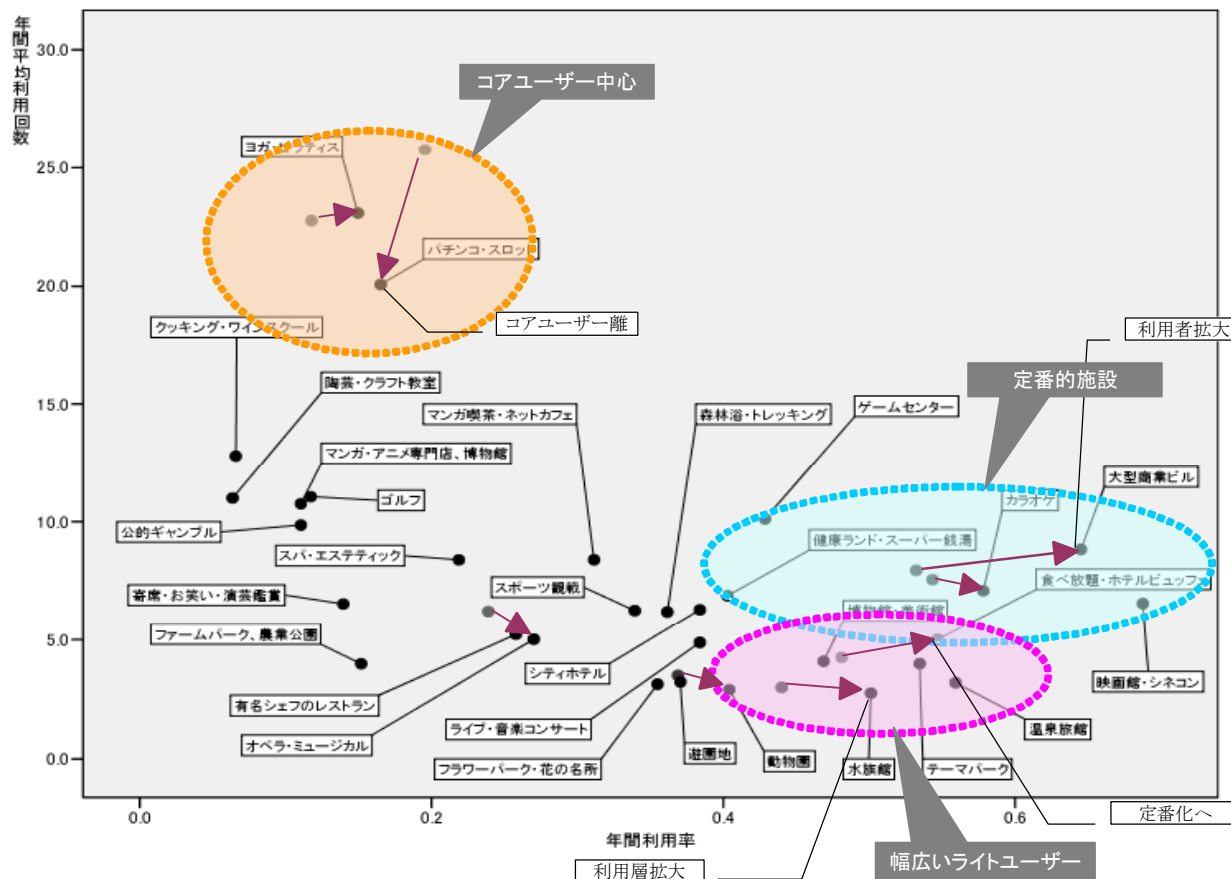 年間平均利用回数
30.0
コアユーザー中心
ヨガ・ピラティス
25.0
パチンコ・スロット
20.0
コアユーザー離
クッキング・ワインスクール
利用者拡大
陶芸・クラフト教室
定番的施設
15.0
マンガ喫茶・ネットカフェ
森林浴・トレッキング
ゲームセンター
マンガ・アニメ専門店、博物館
大型商業ビル
ゴルフ
カラオケ
10.0
公的ギャンブル
健康ランド・スーパー銭湯
スパ・エステティック
食べ放題・ホテルビュッフェ
スポーツ観戦
寄席・お笑い・演芸鑑賞
博物館・美術館
ファームパーク、農業公園
5.0
シティホテル
映画館・シネコン
有名シェフのレストラン
ライブ・音楽コンサート
温泉旅館
オペラ・ミュージカル
遊園地
動物園
フラワーパーク・花の名所
水族館
テーマパーク
0.0
0.0
0.2
0.4
0.6
定番化へ
年間利用率
利用層拡大
幅広いライトユーザー